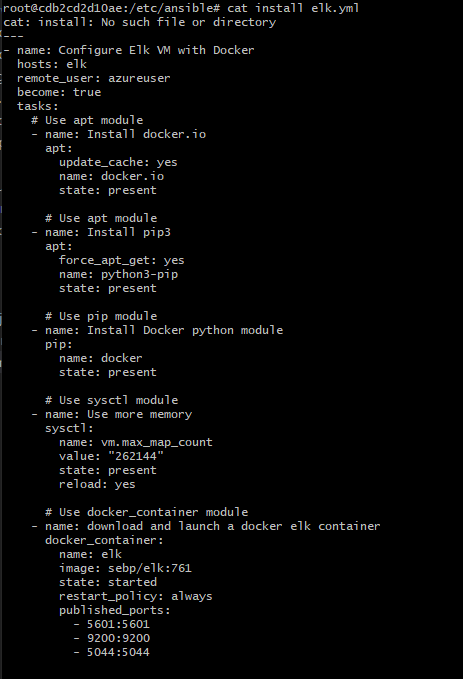 root@cdb2cd2d10ae:/etc/ansible# cat install elk.yml
cat: install: No such file or directory
---
- name: Configure Elk VM with Docker
  hosts: elk
  remote_user: azureuser
  become: true
  tasks:
    # Use apt module
    - name: Install docker.io
      apt:
        update_cache: yes
        name: docker.io
        state: present

      # Use apt module
    - name: Install pip3
      apt:
        force_apt_get: yes
        name: python3-pip
        state: present

      # Use pip module
    - name: Install Docker python module
      pip:
        name: docker
        state: present

      # Use sysctl module
    - name: Use more memory
      sysctl:
        name: vm.max_map_count
        value: "262144"
        state: present
        reload: yes

      # Use docker_container module
    - name: download and launch a docker elk container
      docker_container:
        name: elk
        image: sebp/elk:761
        state: started
        restart_policy: always
        published_ports:
          - 5601:5601
          - 9200:9200
          - 5044:5044